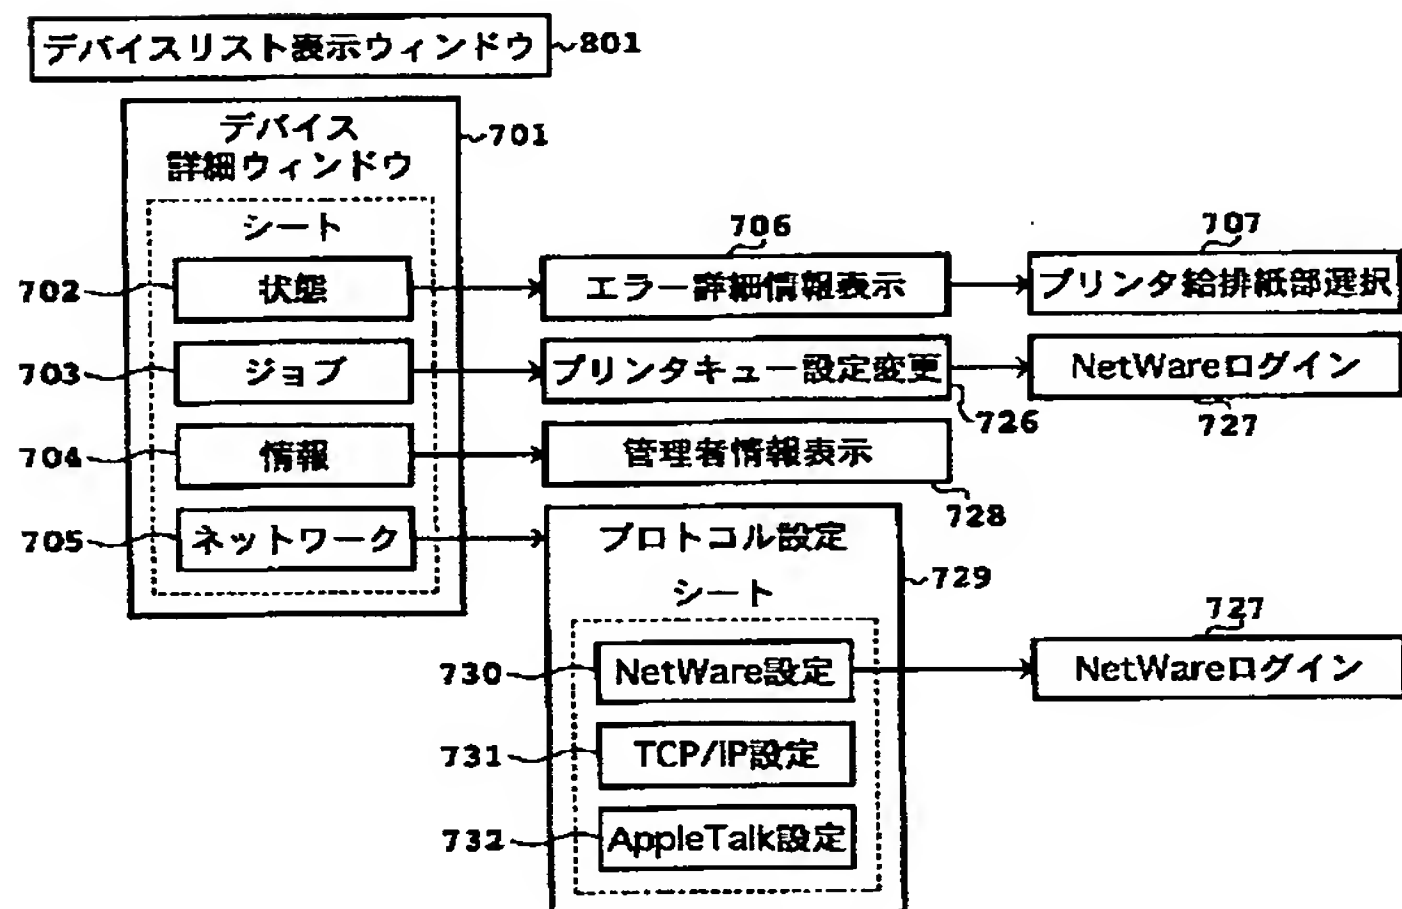 デバイスリスト表示ウィンドウ 801
デバイス 701
詳細ウィンドウ
シート
706
707
702 状態
エラー詳細情報表示
プリンタ給排紙部選択
703 ジョブ
プリンタキュー設定変更
NetWareログイン
726
727
704 情報
管理者情報表示
728
705 ネットワーク
プロトコル設定
729
シート
727
730 NetWare設定
NetWareログイン
731 TCP/IP設定
732 AppleTalk設定